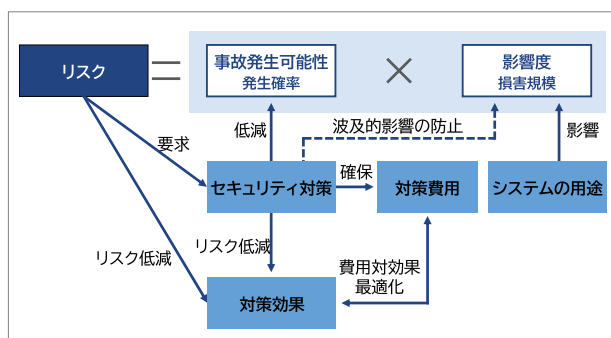 リスク
=
事故発生可能性
発生確率
×
影響度
損害規模
要求
低減
波及的影響の防止
影響
セキュリティ対策
確保
対策費用
システムの用途
リスク低減
リスク低減
費用対効果
最適化
対策効果